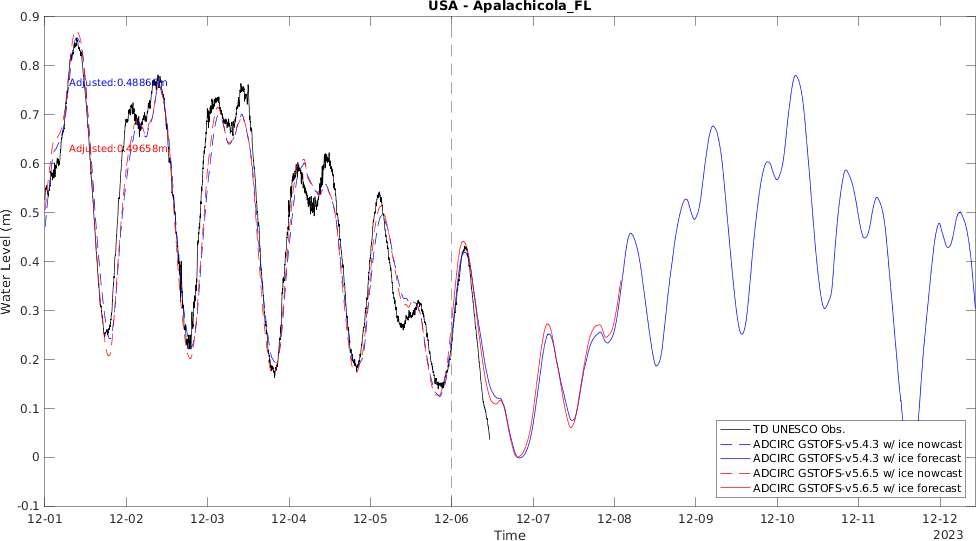 USA - Apalachicola_FL
0.9
0.8
0.7
0.6
0.5
0.4
0.3
0.2
0.1
0
-0.1
Water Level (m)
Adjusted:0.4886 m
Adjusted:0.49658m
TD UNESCO Obs.
ADCIRC GSTOFS-v5.4.3 w/ ice nowcast
ADCIRC GSTOFS-v5.4.3 w/ ice forecast
ADCIRC GSTOFS-v5.6.5 w/ ice nowcast
ADCIRC GSTOFS-v5.6.5 w/ ice forecast
12-01 12-02 12-03 12-04 12-05 12-06 12-07 12-08 12-09 12-10 12-11 12-12
Time
2023